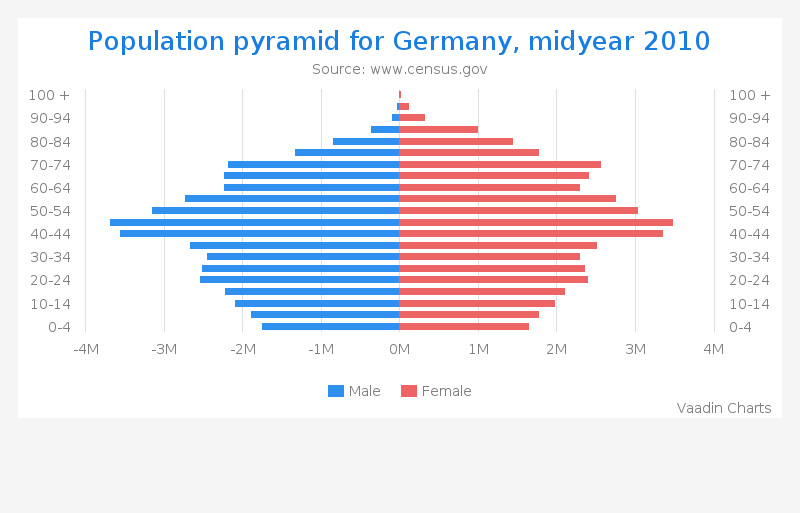 Population pyramid for Germany, midyear 2010
Source: www.census.gov
100 + 100 +
90-94 90-94
80-84 80-84
70-74 70-74
60-64 60-64
50-54 50-54
40-44 40-44
30-34 30-34
20-24 20-24
10-14 10-14
0-4 0-4
-4M -3M -2M -1M 0M 1M 2M 3M 4M
Male Female
Vaadin Charts